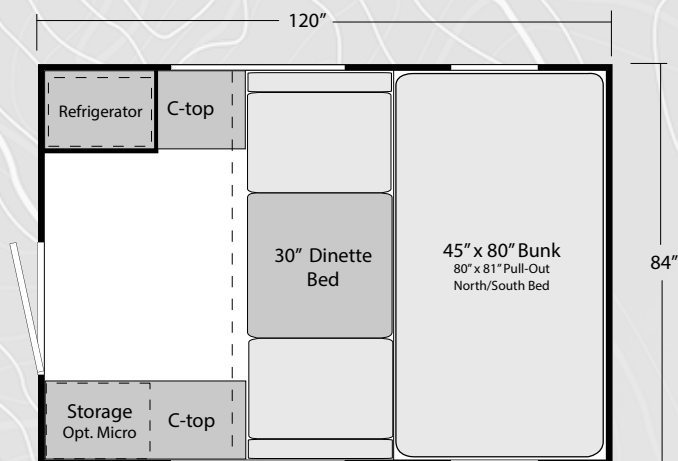 120”
Refrigerator
C-top
30” Dinette
Bed
45” x 80” Bunk
80” x 81” Pull-Out
North/South Bed
84”
Storage
Opt. Micro
C-top